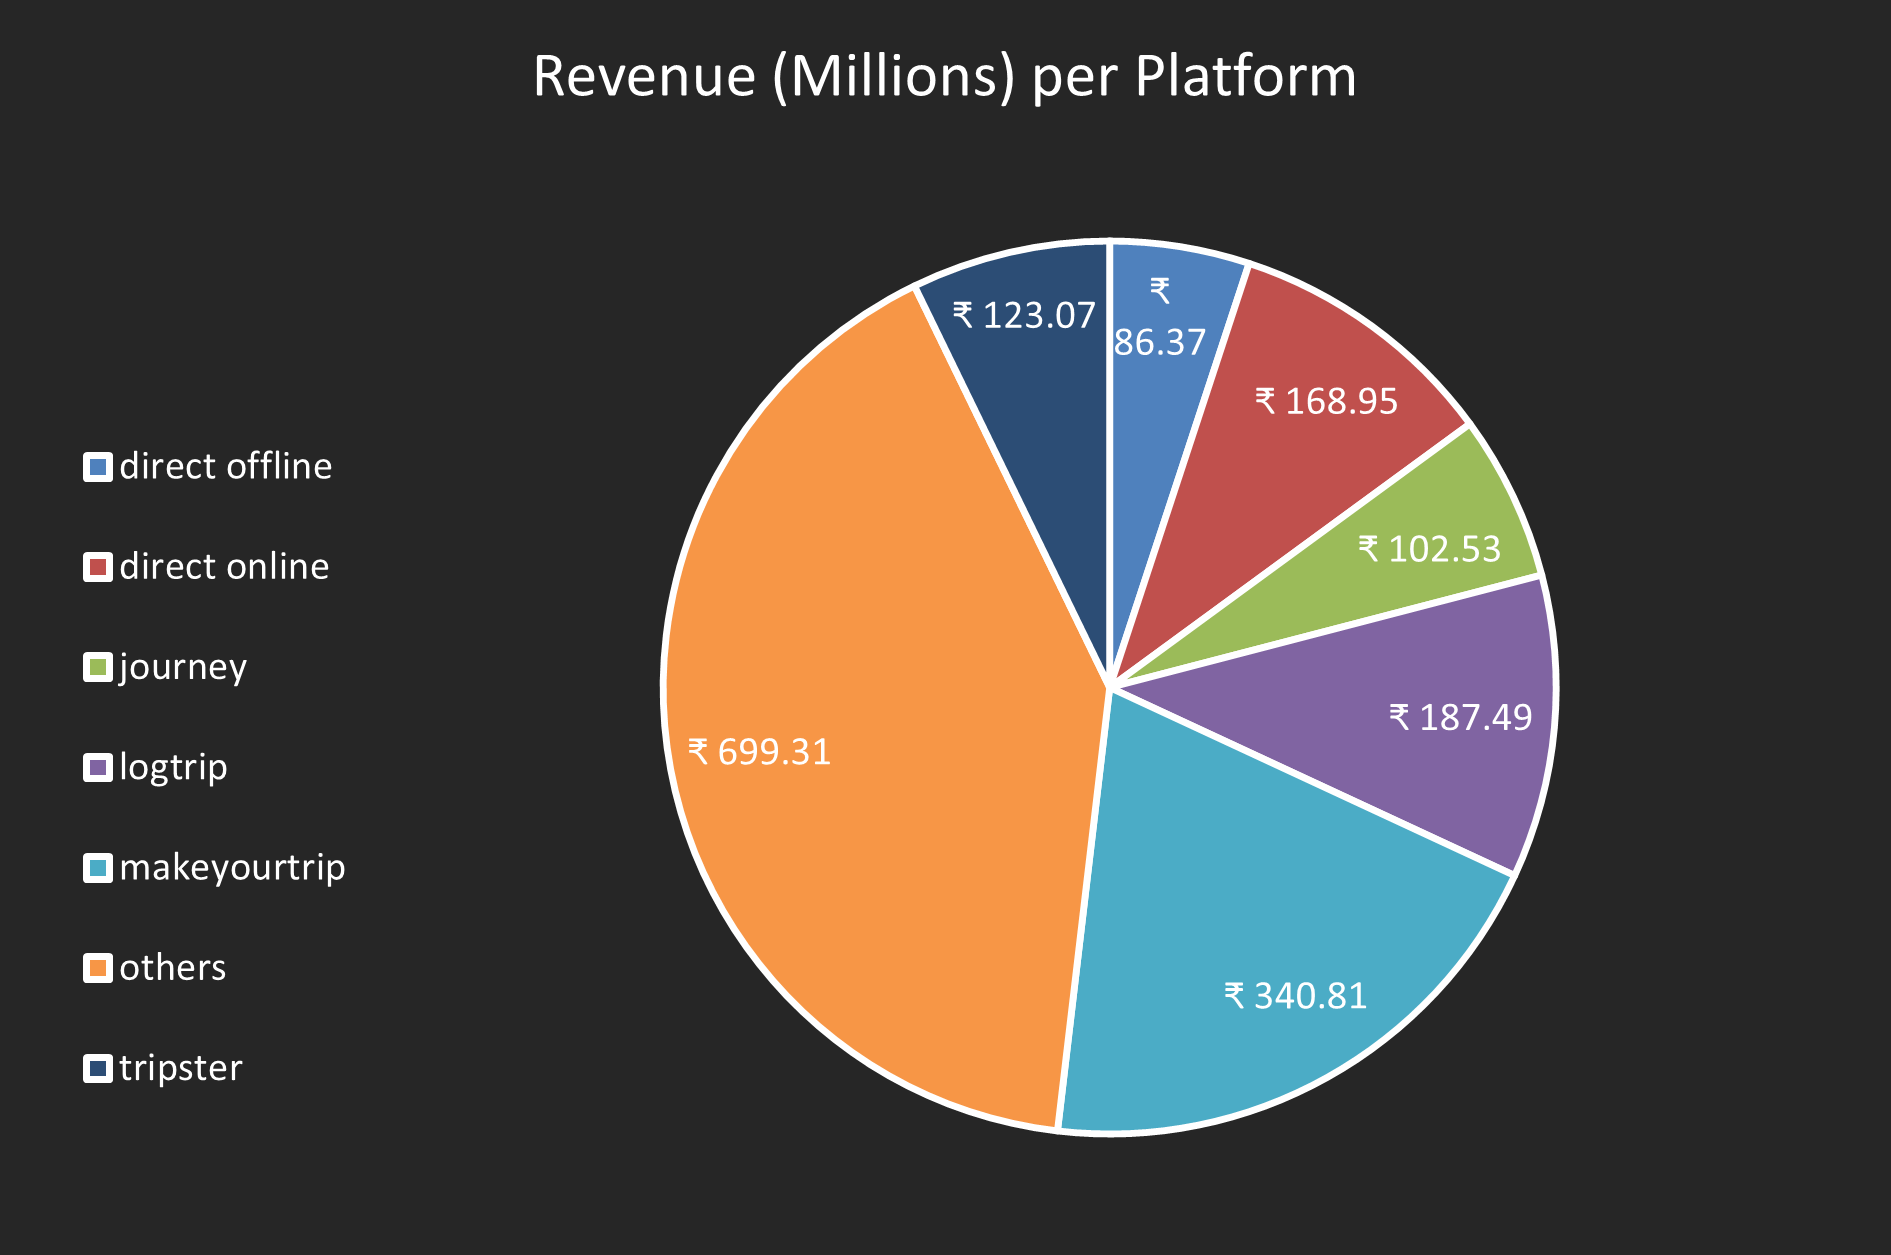 Revenue (Millions) per Platform
direct offline
direct online
journey
logtrip
makeyourtrip
others
tripster
₹
86.37
₹ 168.95
₹ 102.53
₹ 187.49
₹ 340.81
₹ 699.31
₹ 123.07